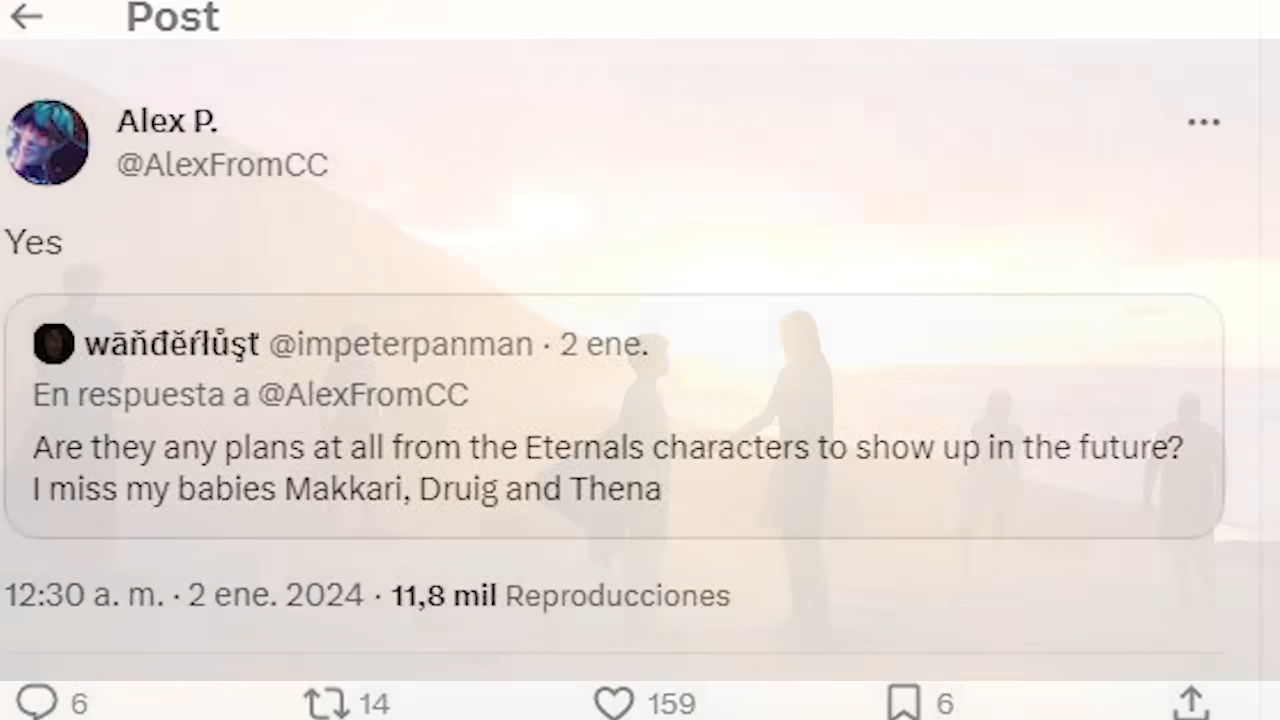 Post
Alex P.
@AlexFromCC
Yes
wāňđěŕłůşť @impeterpanman · 2 ene.
En respuesta a @AlexFromCC
Are they any plans at all from the Eternals characters to show up in the future?
I miss my babies Makkari, Druig and Thena
12:30 a. m. · 2 ene. 2024 · 11,8 mil Reproducciones
6 14 159 6